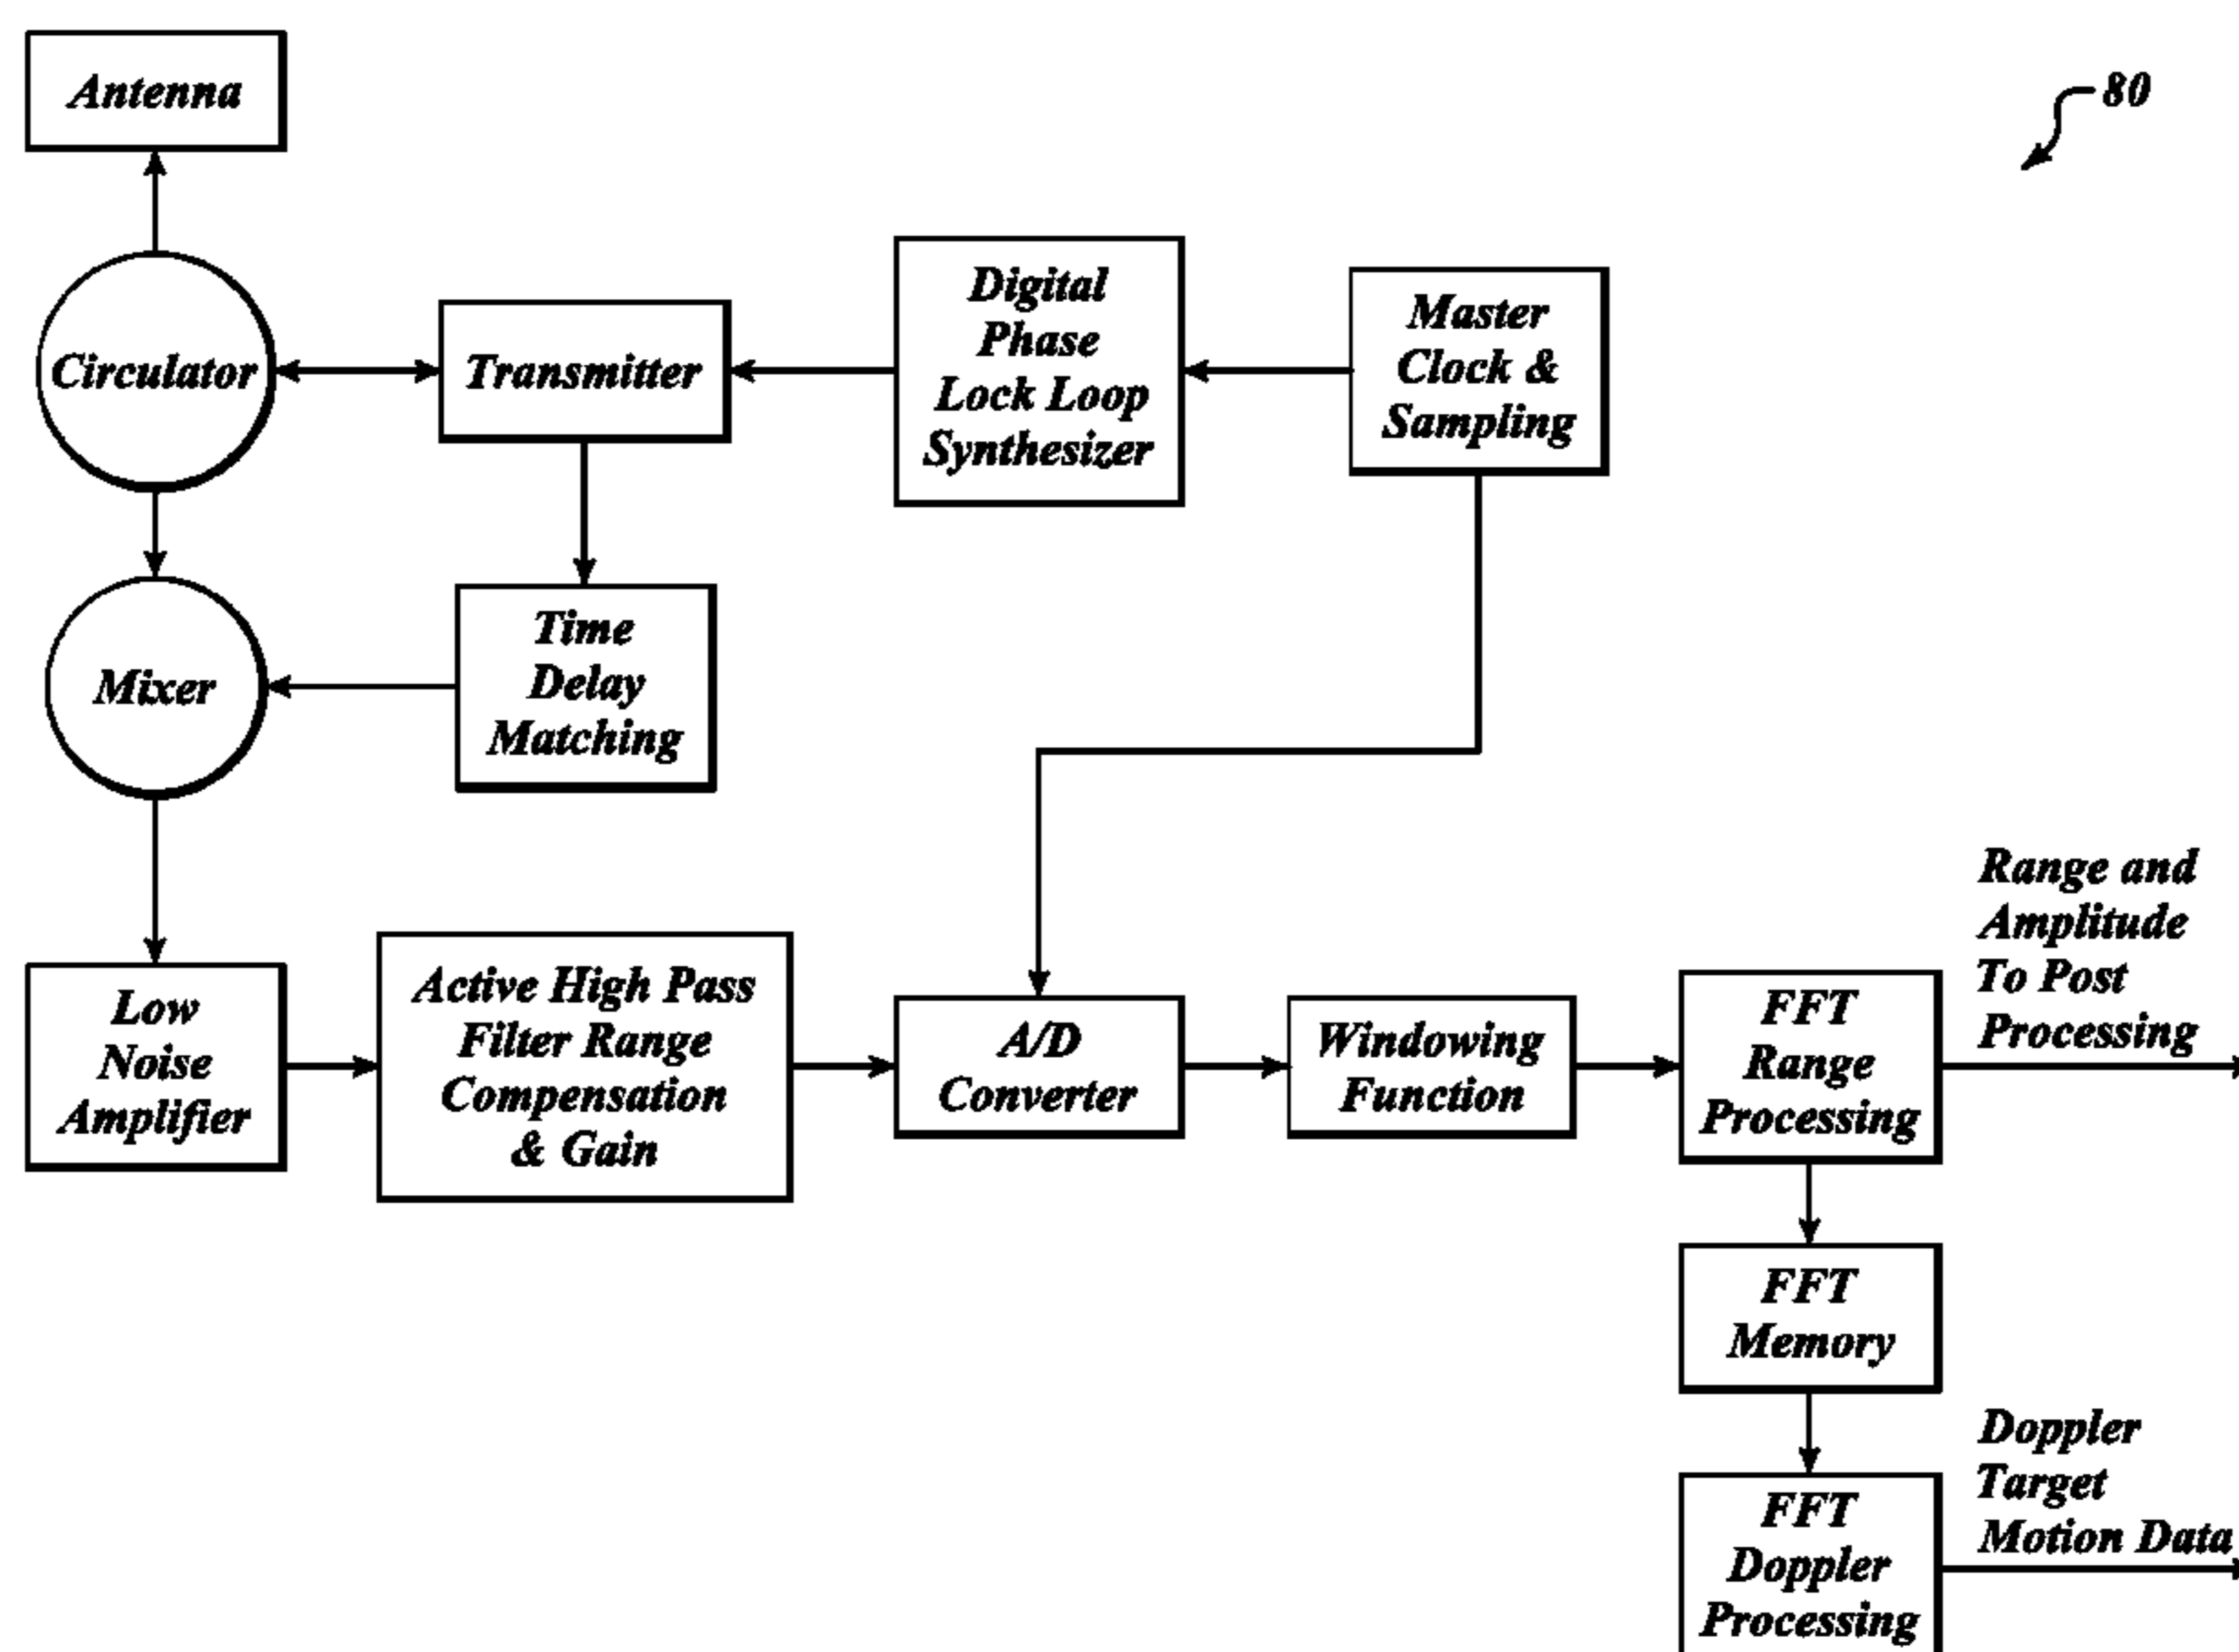 Antenna
80
Circulator
Transmitter
Digital
Phase
Lock Loop
Synthesizer
Master
Clock &
Sampling
Mixer
Time
Delay
Matching
Low
Noise
Amplifier
Active High Pass
Filter Range
Compensation
& Gain
A/D
Converter
Windowing
Function
FFT
Range
Processing
Range and
Amplitude
To Post
Processing
FFT
Memory
FFT
Doppler
Processing
Doppler
Target
Motion Data